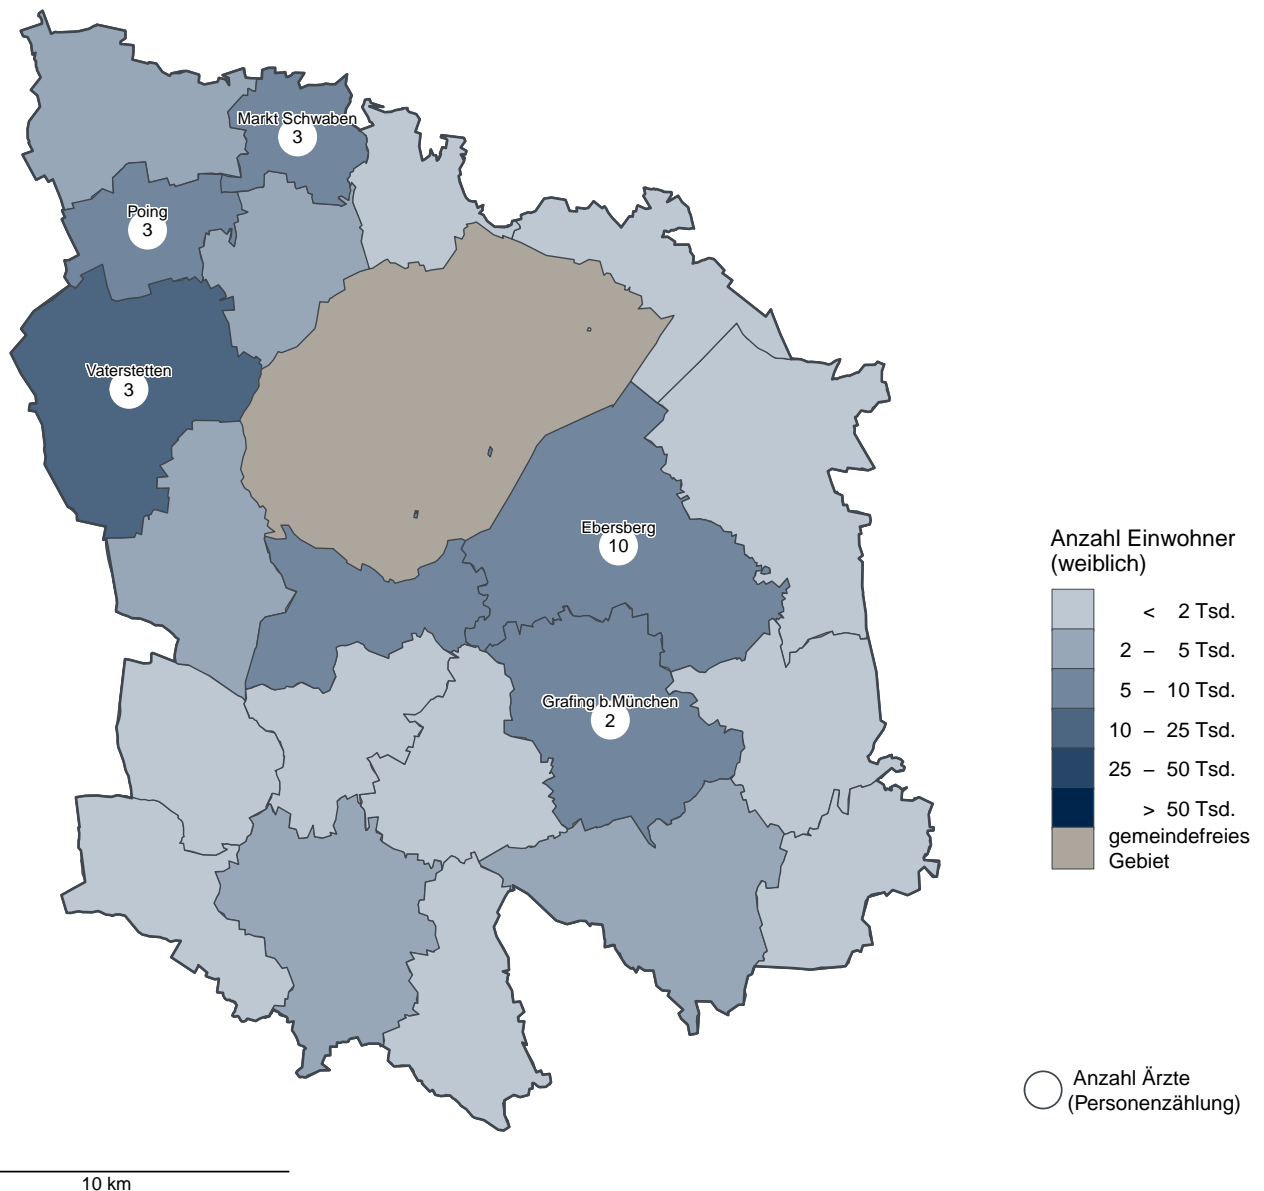 Markt Schwaben
3
Poing
3
Vaterstetten
3
Ebersberg
10
Grafing b.München
2
Anzahl Einwohner
(weiblich)
< 2 Tsd.
2 – 5 Tsd.
5 – 10 Tsd.
10 – 25 Tsd.
25 – 50 Tsd.
> 50 Tsd.
gemeindefreies
Gebiet
Anzahl Ärzte
(Personenzählung)
10 km